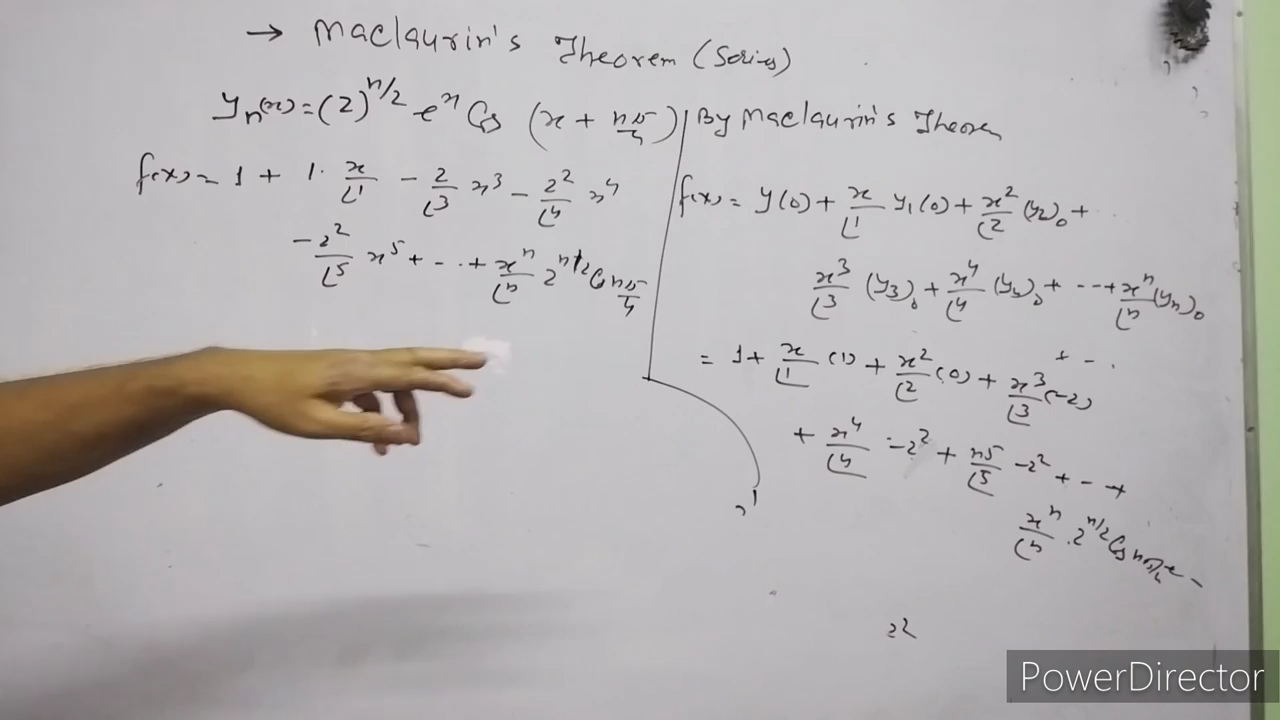 → Maclaurin's Theorem (Series)
yₙ(x) = (2)^{n/2} e^x Cos (x + nπ/4)
f(x) = 1 + 1· x/⌊1 − 2/⌊3 x³ − 2²/⌊4 x⁴
− 2²/⌊5 x⁵ + - ·· + xⁿ/⌊n 2^{n/2} Cos nπ/4
By Maclaurin's Theorem
f(x) = y(0) + x/⌊1 y₁(0) + x²/⌊2 (y₂)₀ +
x³/⌊3 (y₃)₀ + x⁴/⌊4 (y₄)₀ + - - + xⁿ/⌊n (yₙ)₀
+ - ·
= 1 + x/⌊1 (1) + x²/⌊2 (0) + x³/⌊3 (-2)
+ x⁴/⌊4 -2² + x5/⌊5 -2² + - - +
xⁿ/⌊n · 2^{n/2} Cos nπ/4
22
PowerDirector